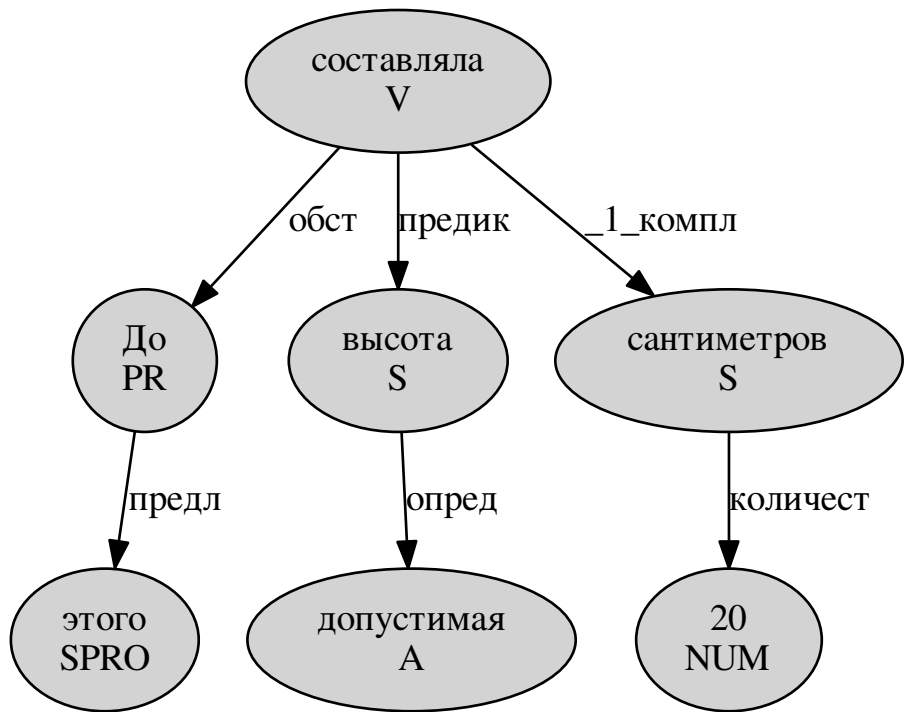 составляла
V
обст
предик
_1_компл
До
PR
высота
S
сантиметров
S
предл
опред
количест
этого
SPRO
допустимая
A
20
NUM